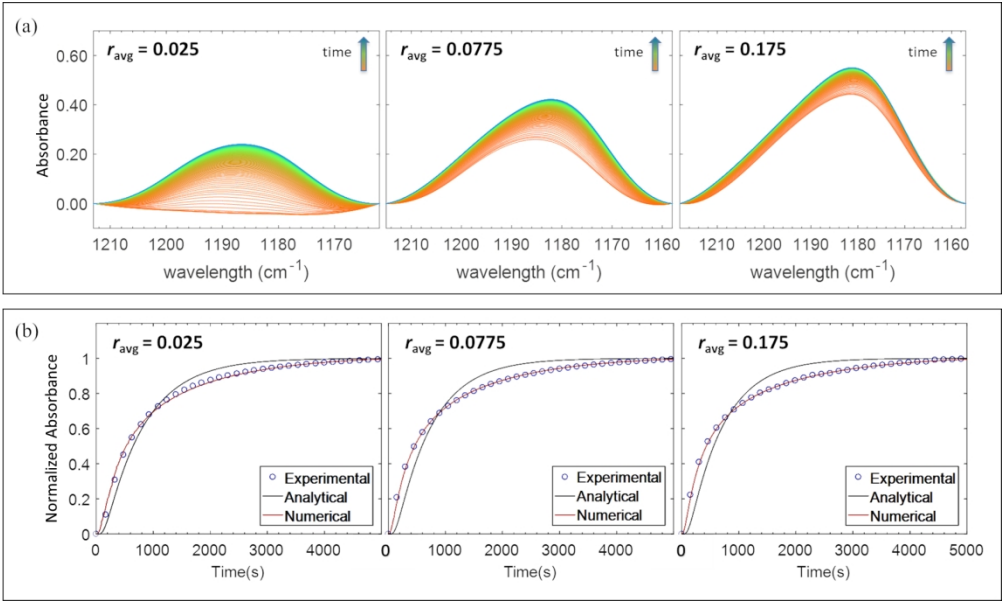 (a)
r_avg = 0.025
time
r_avg = 0.0775
time
r_avg = 0.175
time
Absorbance
0.60
0.40
0.20
0.00
1210 1200 1190 1180 1170
1210 1200 1190 1180 1170 1160
1210 1200 1190 1180 1170 1160
wavelength (cm⁻¹)
wavelength (cm⁻¹)
wavelength (cm⁻¹)
(b)
r_avg = 0.025
r_avg = 0.0775
r_avg = 0.175
Normalized Absorbance
1
0.8
0.6
0.4
0.2
0
Experimental
Analytical
Numerical
Experimental
Analytical
Numerical
Experimental
Analytical
Numerical
0 1000 2000 3000 4000
0 1000 2000 3000 4000
0 1000 2000 3000 4000 5000
Time(s)
Time(s)
Time(s)